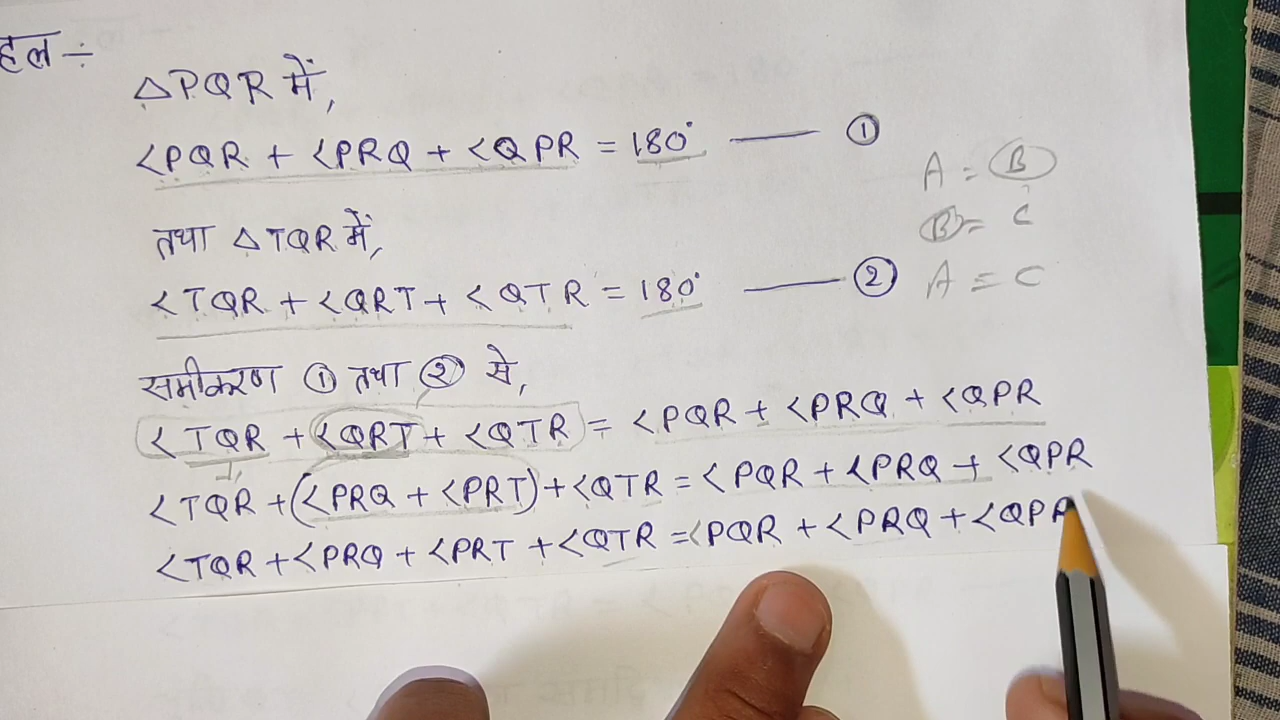 हल ÷
△PQR में,
<PQR + <PRQ + <QPR = 180° —— ①
A = B
B = C
तथा △TQR में,
<TQR + <QRT + <QTR = 180° —— ②
A = C
समीकरण ① तथा ② से,
<TQR + <QRT + <QTR = <PQR + <PRQ + <QPR
<TQR + (<PRQ + <PRT) + <QTR = <PQR + <PRQ + <QPR
<TQR + <PRQ + <PRT + <QTR = <PQR + <PRQ + <QPR